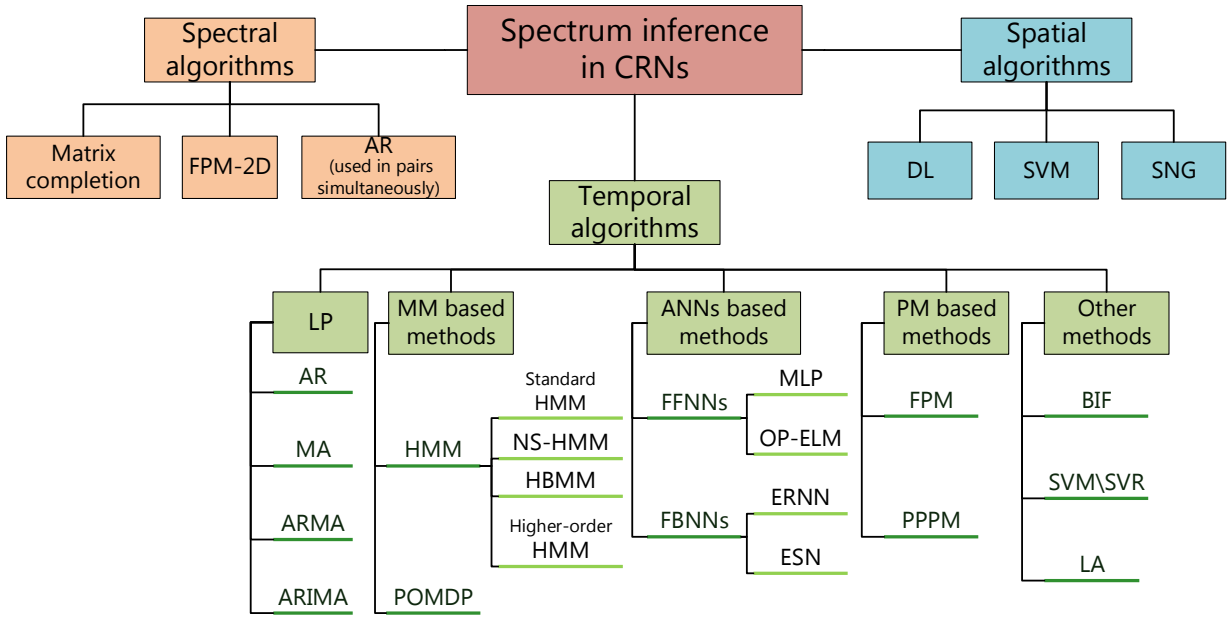 Spectral
algorithms
Spectrum inference
in CRNs
Spatial
algorithms
Matrix
completion
FPM-2D
AR
(used in pairs
simultaneously)
DL
SVM
SNG
Temporal
algorithms
LP
MM based
methods
ANNs based
methods
PM based
methods
Other
methods
AR
MA
ARMA
ARIMA
HMM
POMDP
Standard
HMM
NS-HMM
HBMM
Higher-order
HMM
FFNNs
FBNNs
MLP
OP-ELM
ERNN
ESN
FPM
PPPM
BIF
SVM\SVR
LA